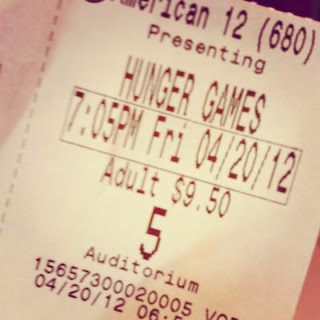 American 12 (680)
Presenting
HUNGER GAMES
7:05PM Fri 04/20/12
Adult $9.50
5
Auditorium
15657300020005
04/20/12